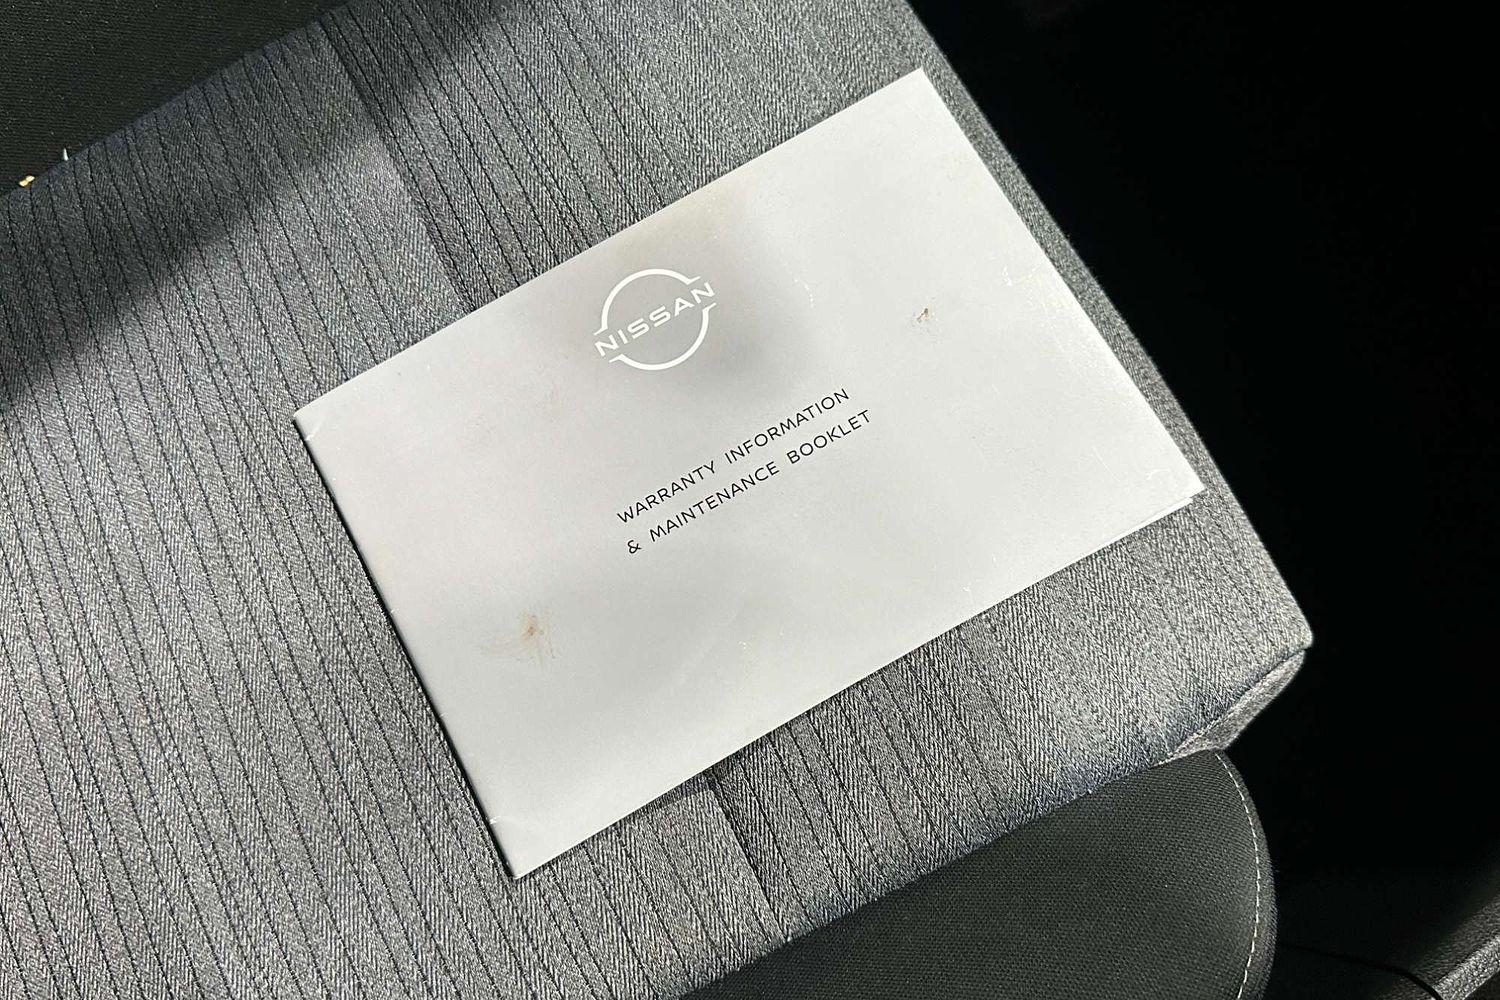 NISSAN
WARRANTY INFORMATION
& MAINTENANCE BOOKLET